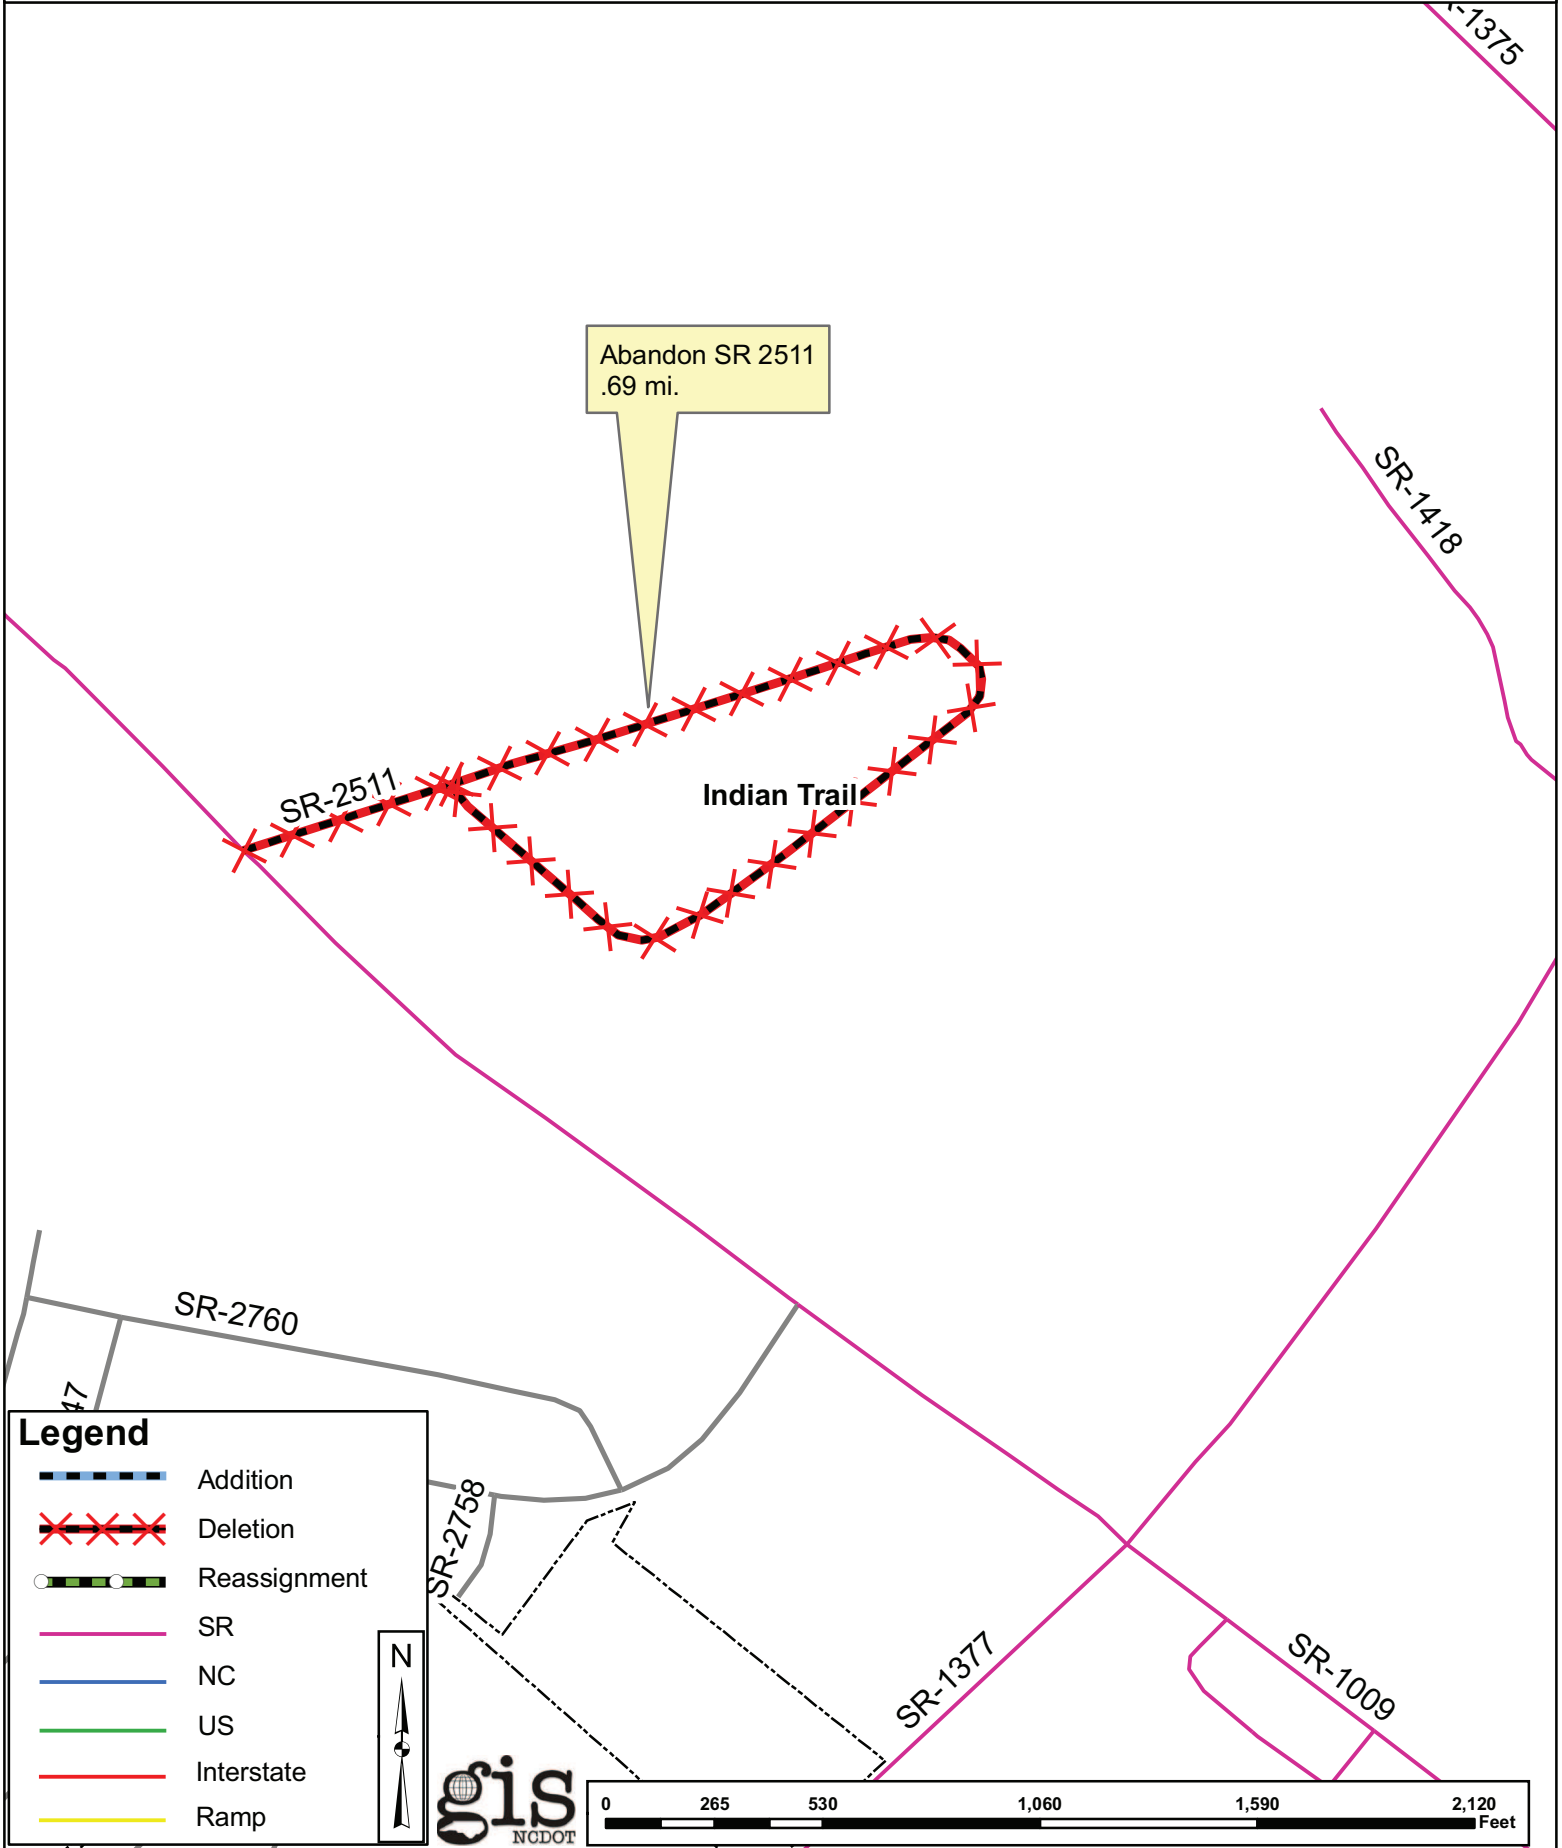 -1375
Abandon SR 2511
.69 mi.
SR-1418
SR-2511
Indian Trail
SR-2760
47
SR-2758
SR-1377
SR-1009
Legend
Addition
Deletion
Reassignment
SR
NC
US
Interstate
Ramp
N
gis
NCDOT
0 265 530 1,060 1,590 2,120
Feet